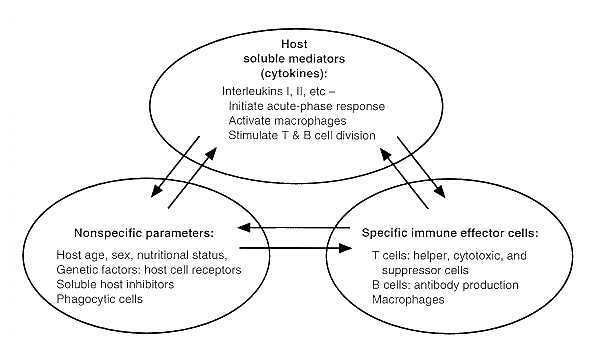 Host
soluble mediators
(cytokines):
Interleukins I, II, etc –
Initiate acute-phase response
Activate macrophages
Stimulate T & B cell division
Nonspecific parameters:
Host age, sex, nutritional status,
Genetic factors: host cell receptors
Soluble host inhibitors
Phagocytic cells
Specific immune effector cells:
T cells: helper, cytotoxic, and
suppressor cells
B cells: antibody production
Macrophages